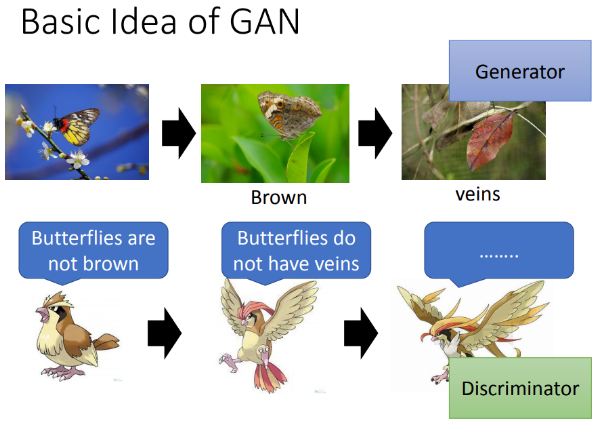 Basic Idea of GAN
Generator
Brown
veins
Butterflies are
not brown
Butterflies do
not have veins
........
Discriminator